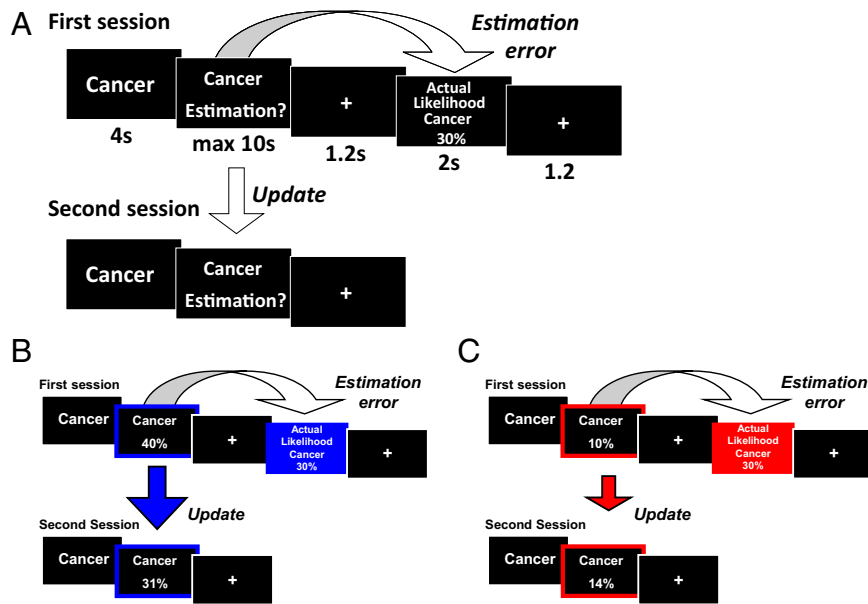 A
First session
Estimation
error
Cancer
Cancer
Estimation?
+
Actual
Likelihood
Cancer
30%
+
4s
max 10s
1.2s
2s
1.2
Update
Second session
Cancer
Cancer
Estimation?
+
B
First session
Estimation
error
Cancer
Cancer
40%
+
Actual
Likelihood
Cancer
30%
+
Update
Second Session
Cancer
Cancer
31%
+
C
First session
Estimation
error
Cancer
Cancer
10%
+
Actual
Likelihood
Cancer
30%
+
Update
Second Session
Cancer
Cancer
14%
+